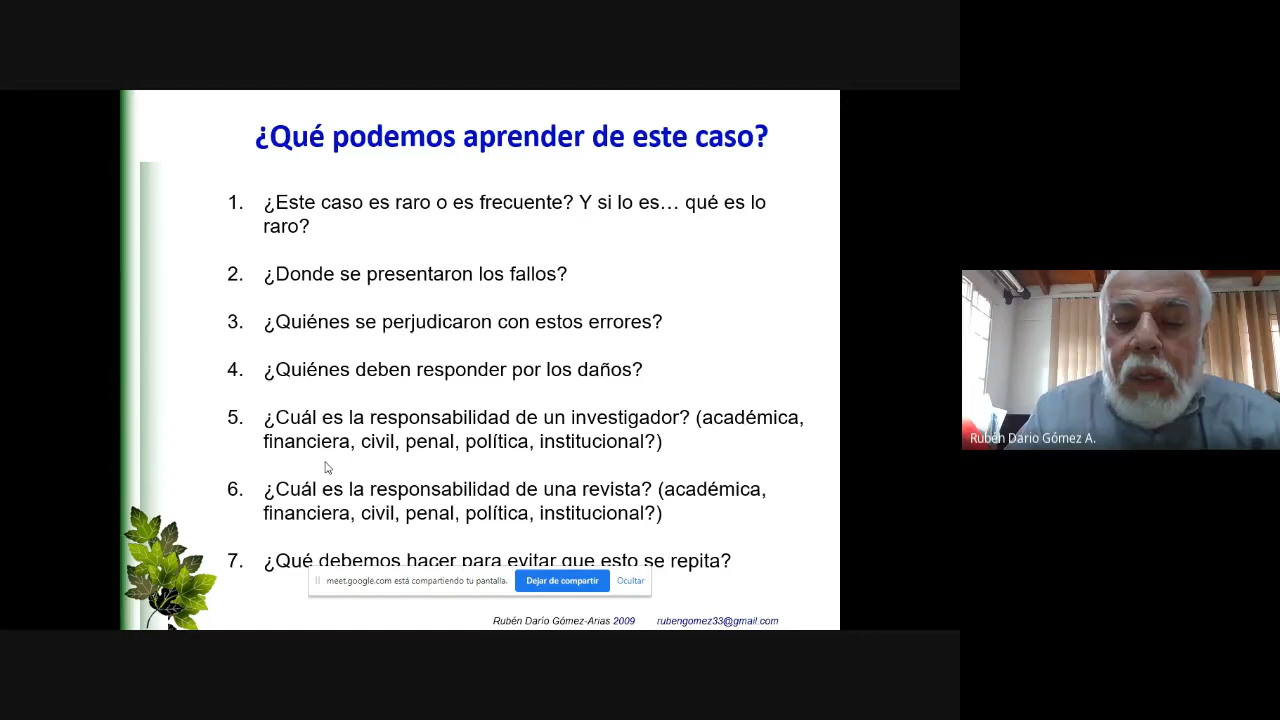 ¿Qué podemos aprender de este caso?
1. ¿Este caso es raro o es frecuente? Y si lo es… qué es lo
raro?
2. ¿Donde se presentaron los fallos?
3. ¿Quiénes se perjudicaron con estos errores?
4. ¿Quiénes deben responder por los daños?
5. ¿Cuál es la responsabilidad de un investigador? (académica,
financiera, civil, penal, política, institucional?)
6. ¿Cuál es la responsabilidad de una revista? (académica,
financiera, civil, penal, política, institucional?)
7. ¿Qué debemos hacer para evitar que esto se repita?
meet.google.com está compartiendo tu pantalla. Dejar de compartir Ocultar
Rubén Darío Gómez-Arias 2009 rubengomez33@gmail.com
Rubén Dario Gómez A.